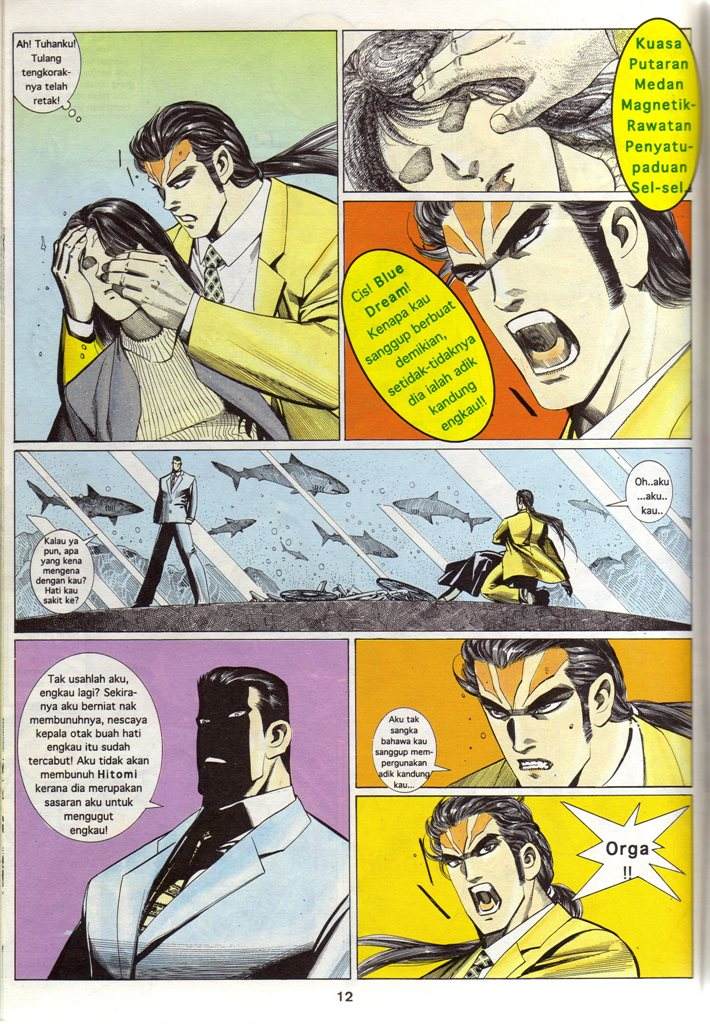 Ah! Tuhanku!
Tulang
tengkorak-
nya telah
retak!
Kuasa
Putaran
Medan
Magnetik-
Rawatan
Penyatu-
paduan
Sel-sel..
Cis! Blue
Dream!
Kenapa kau
sanggup berbuat
demikian,
setidak-tidaknya
dia ialah adik
kandung
engkau!!
Kalau ya
pun, apa
yang kena
mengena
dengan kau?
Hati kau
sakit ke?
Oh..aku
...aku..
kau..
Tak usahlah aku,
engkau lagi? Sekira-
nya aku berniat nak
membunuhnya, nescaya
kepala otak buah hati
engkau itu sudah
tercabut! Aku tidak akan
membunuh Hitomi
kerana dia merupakan
sasaran aku untuk
mengugut
engkau!
Aku tak
sangka
bahawa kau
sanggup mem-
pergunakan
adik kandung
kau...
Orga
!!
12